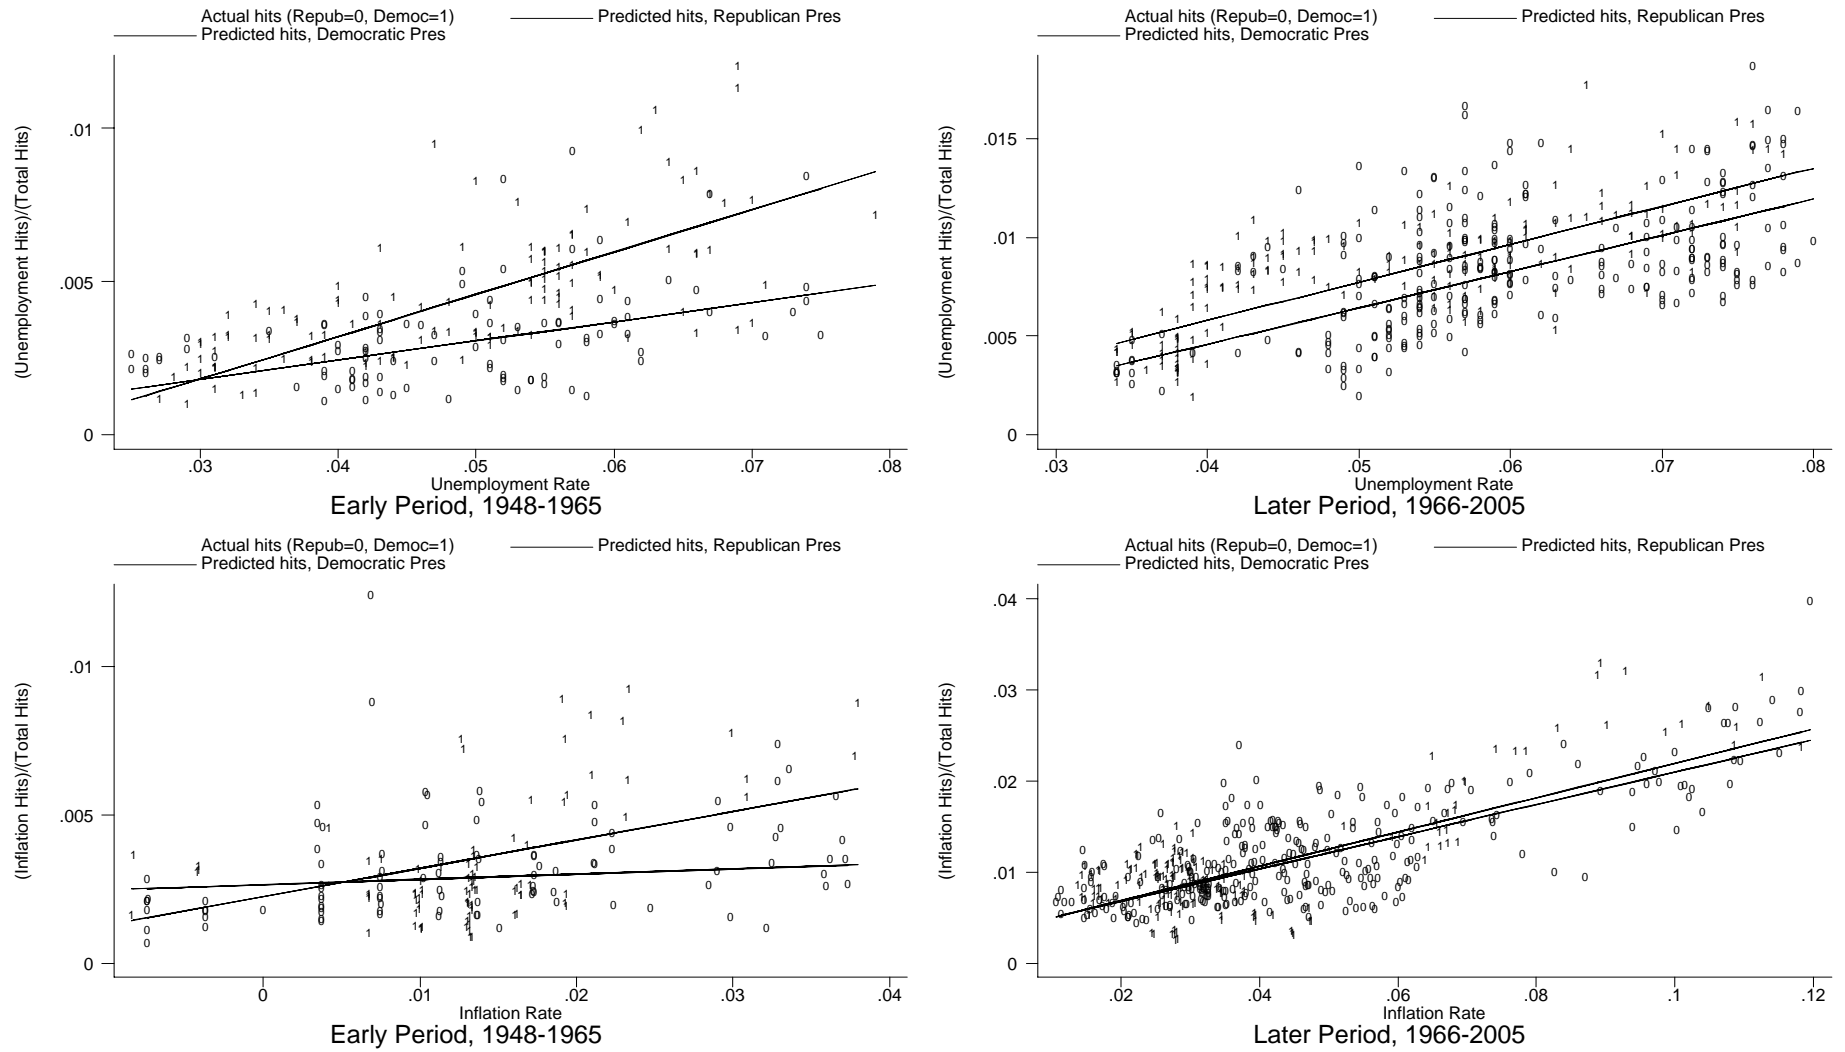 Actual hits (Repub=0, Democ=1) Predicted hits, Republican Pres
Predicted hits, Democratic Pres
(Unemployment Hits)/(Total Hits)
.01
.005
0
.03 .04 .05 .06 .07 .08
Unemployment Rate
Early Period, 1948-1965
Actual hits (Repub=0, Democ=1) Predicted hits, Republican Pres
Predicted hits, Democratic Pres
(Unemployment Hits)/(Total Hits)
.015
.01
.005
0
.03 .04 .05 .06 .07 .08
Unemployment Rate
Later Period, 1966-2005
Actual hits (Repub=0, Democ=1) Predicted hits, Republican Pres
Predicted hits, Democratic Pres
(Inflation Hits)/(Total Hits)
.01
.005
0
0 .01 .02 .03 .04
Inflation Rate
Early Period, 1948-1965
Actual hits (Repub=0, Democ=1) Predicted hits, Republican Pres
Predicted hits, Democratic Pres
(Inflation Hits)/(Total Hits)
.04
.03
.02
.01
0
.02 .04 .06 .08 .1 .12
Inflation Rate
Later Period, 1966-2005